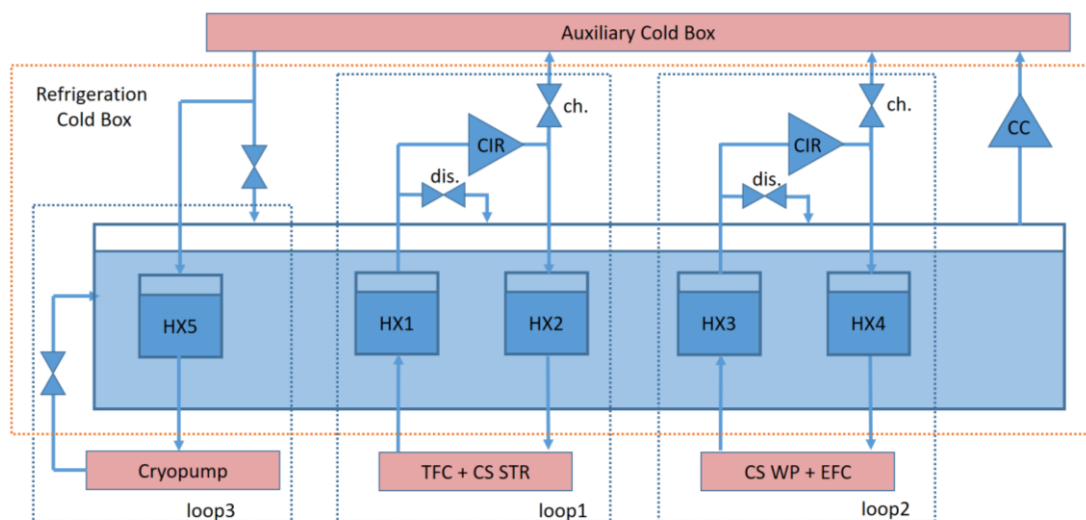 Auxiliary Cold Box
Refrigeration
Cold Box
ch.
ch.
CC
CIR
CIR
dis.
dis.
HX5
HX1
HX2
HX3
HX4
Cryopump
TFC + CS STR
CS WP + EFC
loop3
loop1
loop2